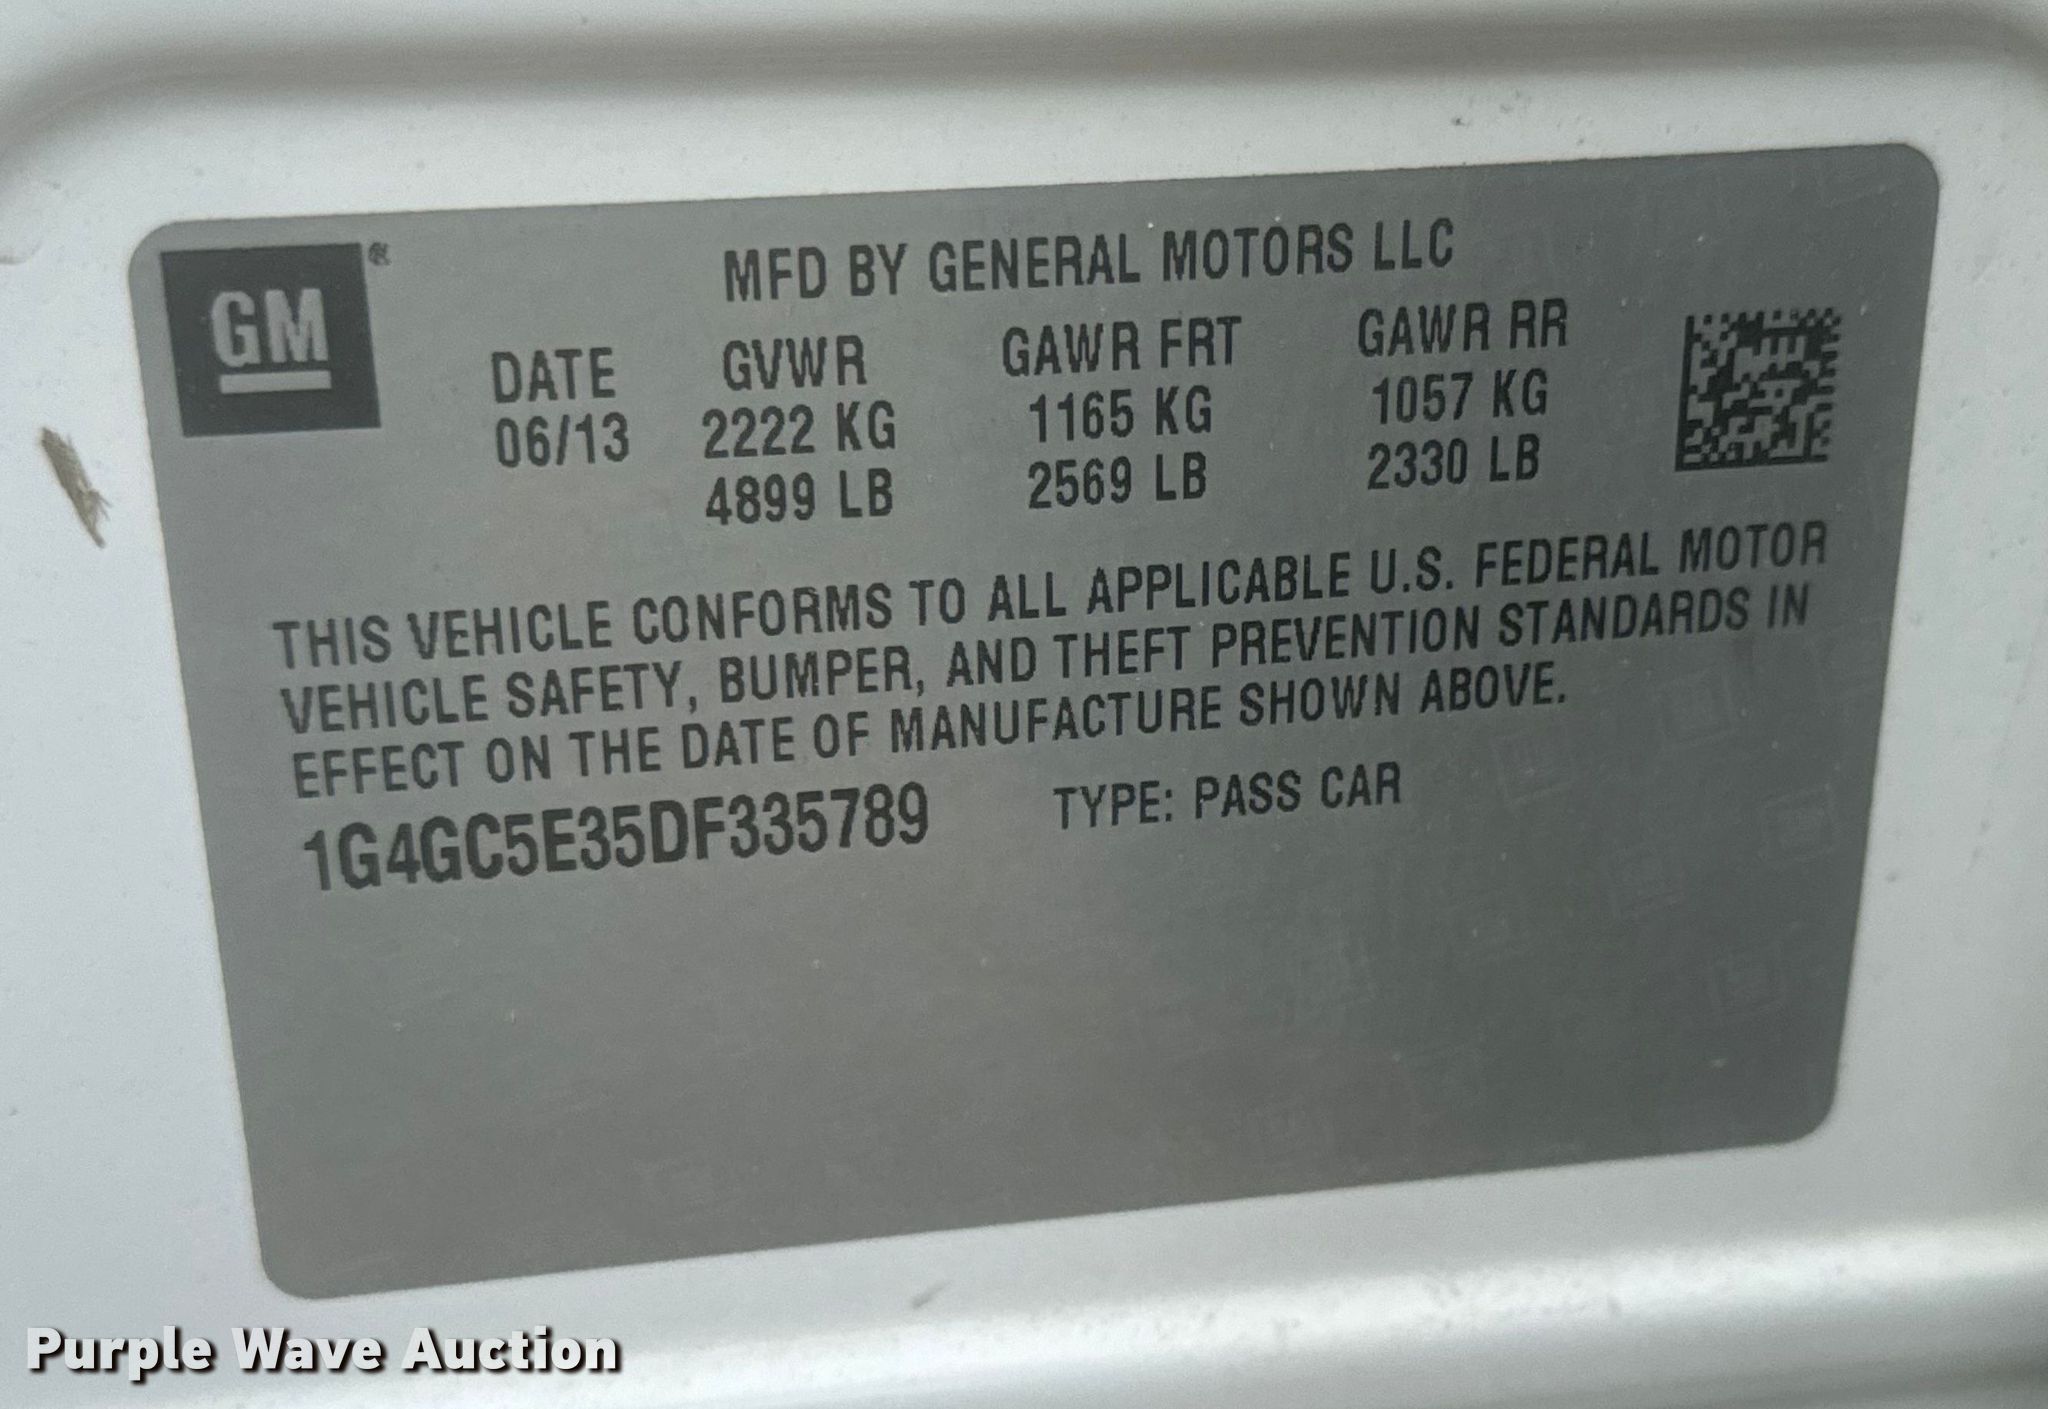 GM®
MFD BY GENERAL MOTORS LLC
DATE GVWR GAWR FRT GAWR RR
06/13 2222 KG 1165 KG 1057 KG
4899 LB 2569 LB 2330 LB
THIS VEHICLE CONFORMS TO ALL APPLICABLE U.S. FEDERAL MOTOR
VEHICLE SAFETY, BUMPER, AND THEFT PREVENTION STANDARDS IN
EFFECT ON THE DATE OF MANUFACTURE SHOWN ABOVE.
1G4GC5E35DF335789 TYPE: PASS CAR
Purple Wave Auction